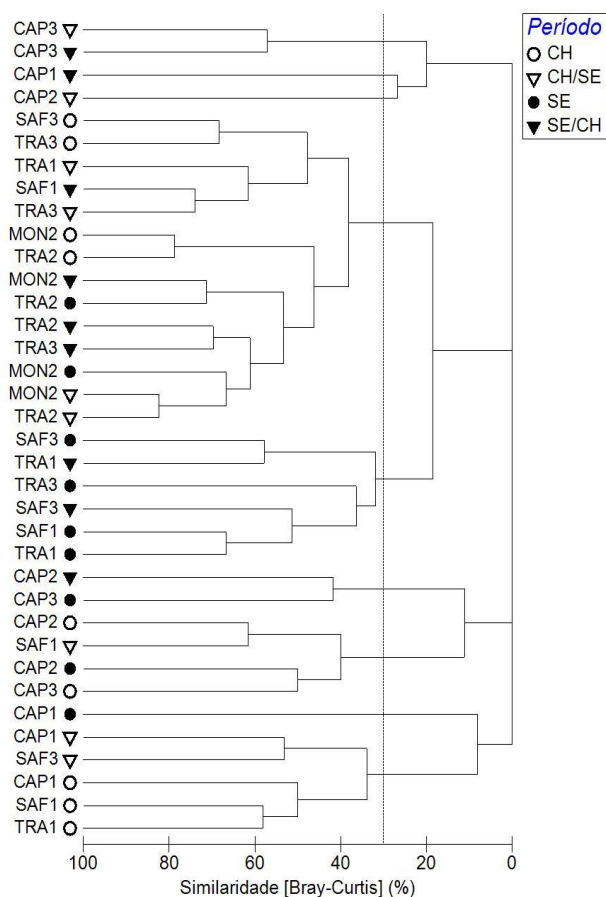 CAP3
CAP3
CAP1
CAP2
SAF3
TRA3
TRA1
SAF1
TRA3
MON2
TRA2
MON2
TRA2
TRA2
TRA3
MON2
MON2
TRA2
SAF3
TRA1
TRA3
SAF3
SAF1
TRA1
CAP2
CAP3
CAP2
SAF1
CAP2
CAP3
CAP1
CAP1
SAF3
CAP1
SAF1
TRA1
100 80 60 40 20 0
Similaridade [Bray-Curtis] (%)
Período
CH
CH/SE
SE
SE/CH